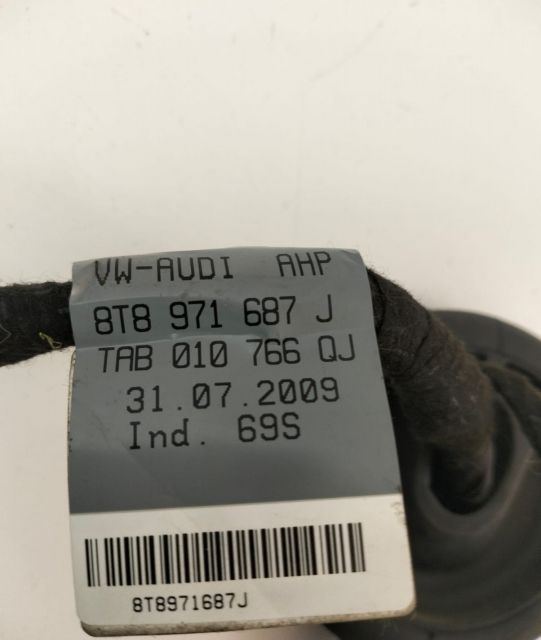 VW-AUDI AHP
8T8 971 687 J
TAB 010 766 QJ
31.07.2009
Ind. 69S
8T8971687J